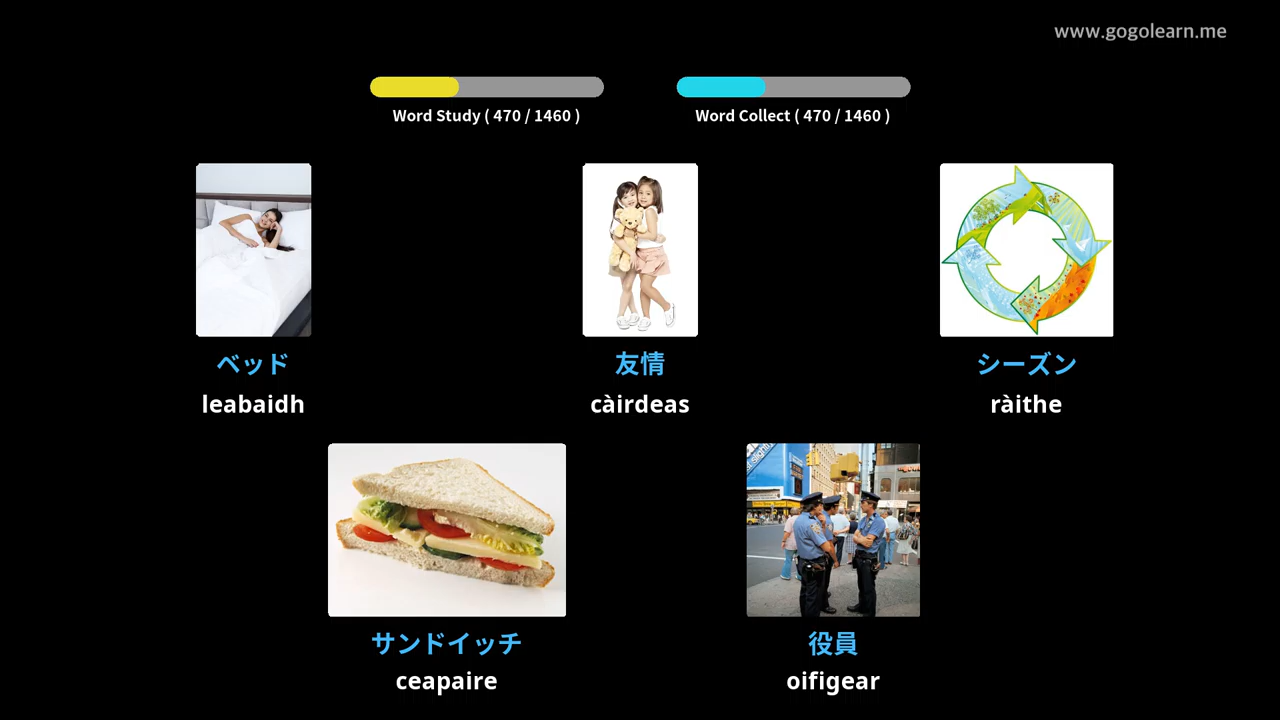 www.gogolearn.me
Word Study ( 470 / 1460 )
Word Collect ( 470 / 1460 )
ベッド
友情
シーズン
leabaidh
càirdeas
ràithe
サンドイッチ
役員
ceapaire
oifigear